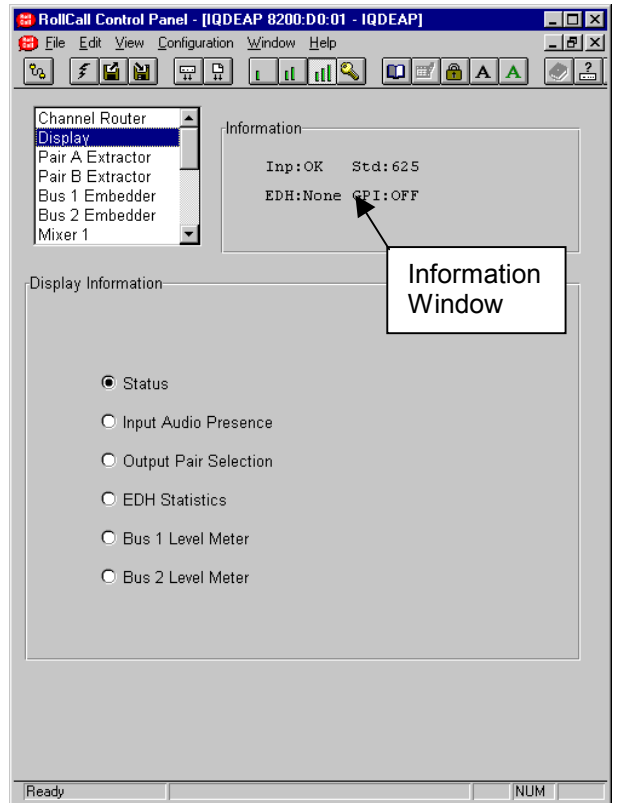 RollCall Control Panel - [IQDEAP 8200:D0:01 - IQDEAP]
File Edit View Configuration Window Help
A A
Channel Router
Display
Pair A Extractor
Pair B Extractor
Bus 1 Embedder
Bus 2 Embedder
Mixer 1
Information
Inp:OK Std:625
EDH:None GPI:OFF
Information
Window
Display Information
Status
Input Audio Presence
Output Pair Selection
EDH Statistics
Bus 1 Level Meter
Bus 2 Level Meter
Ready
NUM